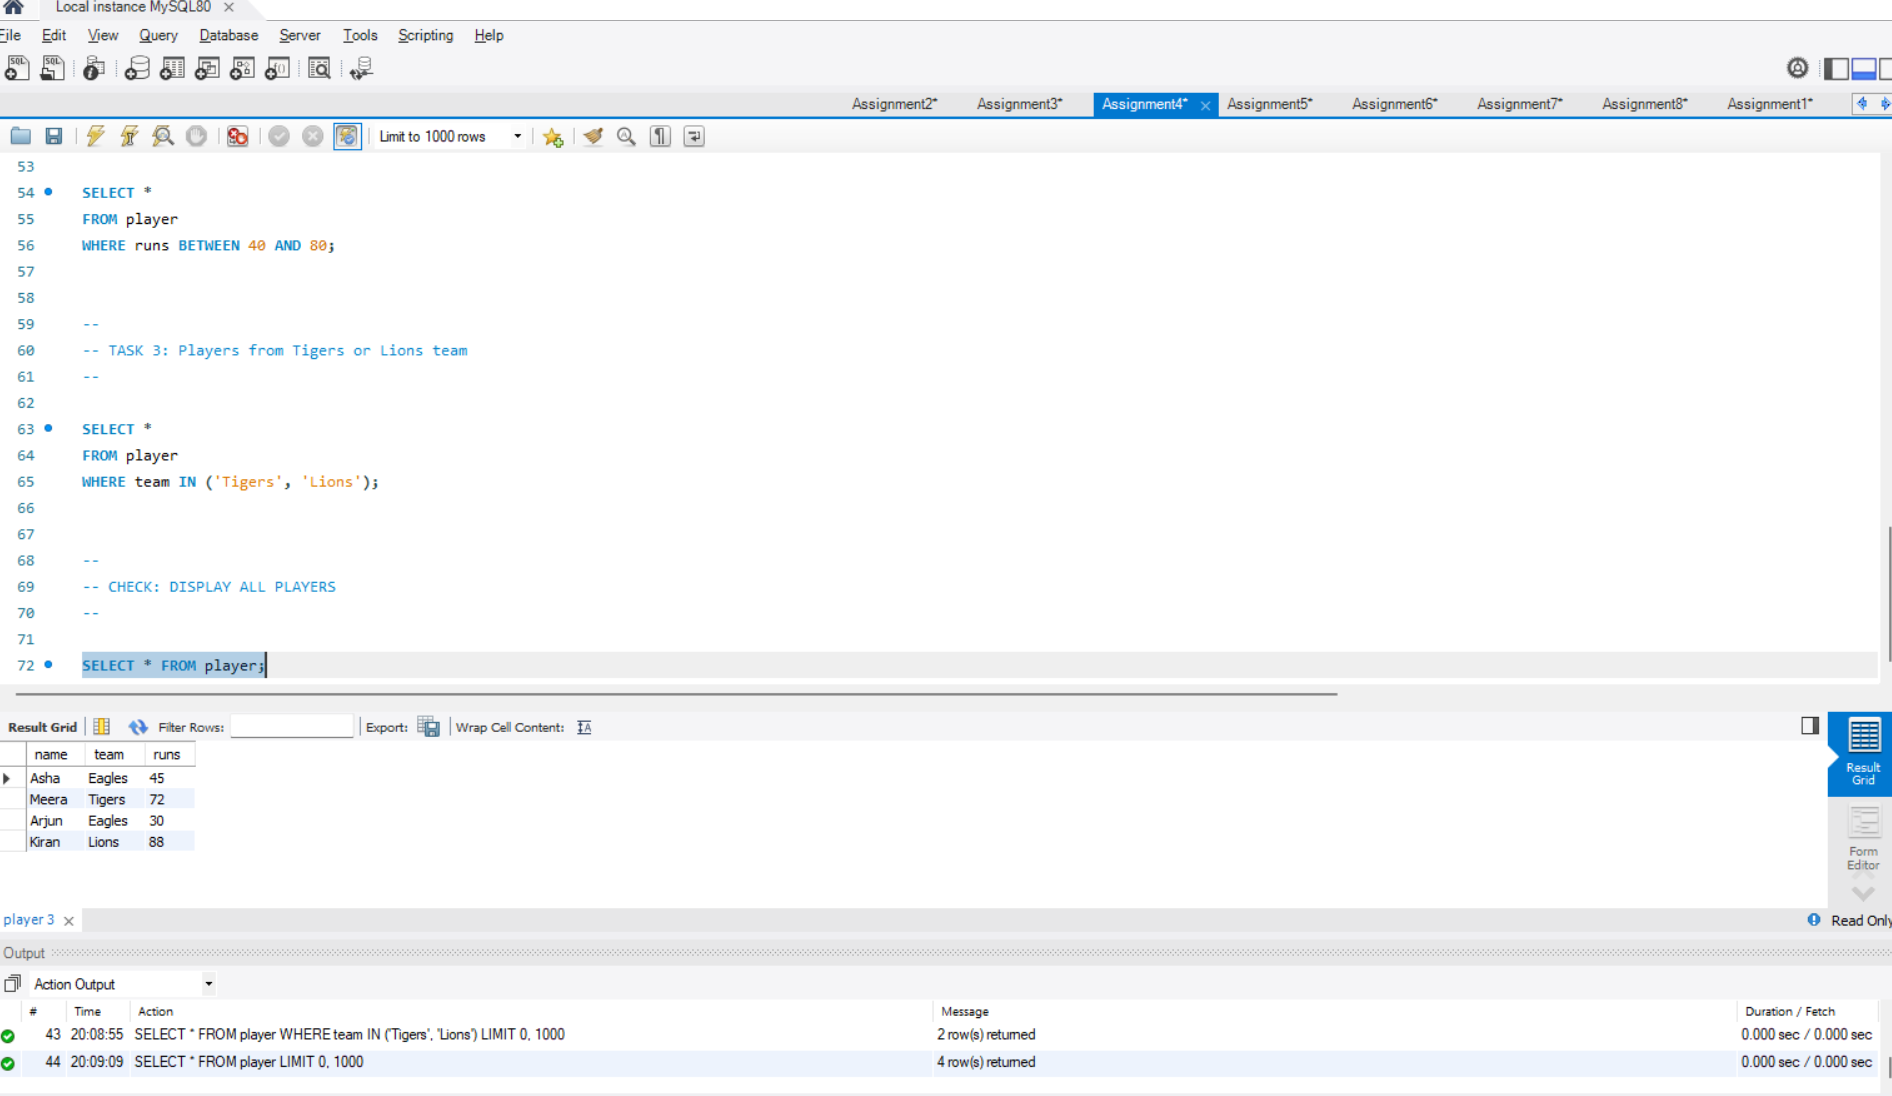 Local instance MySQL80 ×
File Edit View Query Database Server Tools Scripting Help
Assignment2* Assignment3* Assignment4* × Assignment5* Assignment6* Assignment7* Assignment8* Assignment1*
Limit to 1000 rows
53
54 SELECT *
55 FROM player
56 WHERE runs BETWEEN 40 AND 80;
57
58
59 --
60 -- TASK 3: Players from Tigers or Lions team
61 --
62
63 SELECT *
64 FROM player
65 WHERE team IN ('Tigers', 'Lions');
66
67
68 --
69 -- CHECK: DISPLAY ALL PLAYERS
70 --
71
72 SELECT * FROM player;
Result Grid Filter Rows: Export: Wrap Cell Content:
name team runs
Asha Eagles 45
Meera Tigers 72
Arjun Eagles 30
Kiran Lions 88
Result
Grid
Form
Editor
player 3 ×
Read Only
Output
Action Output
# Time Action Message Duration / Fetch
43 20:08:55 SELECT * FROM player WHERE team IN ('Tigers', 'Lions') LIMIT 0, 1000 2 row(s) returned 0.000 sec / 0.000 sec
44 20:09:09 SELECT * FROM player LIMIT 0, 1000 4 row(s) returned 0.000 sec / 0.000 sec